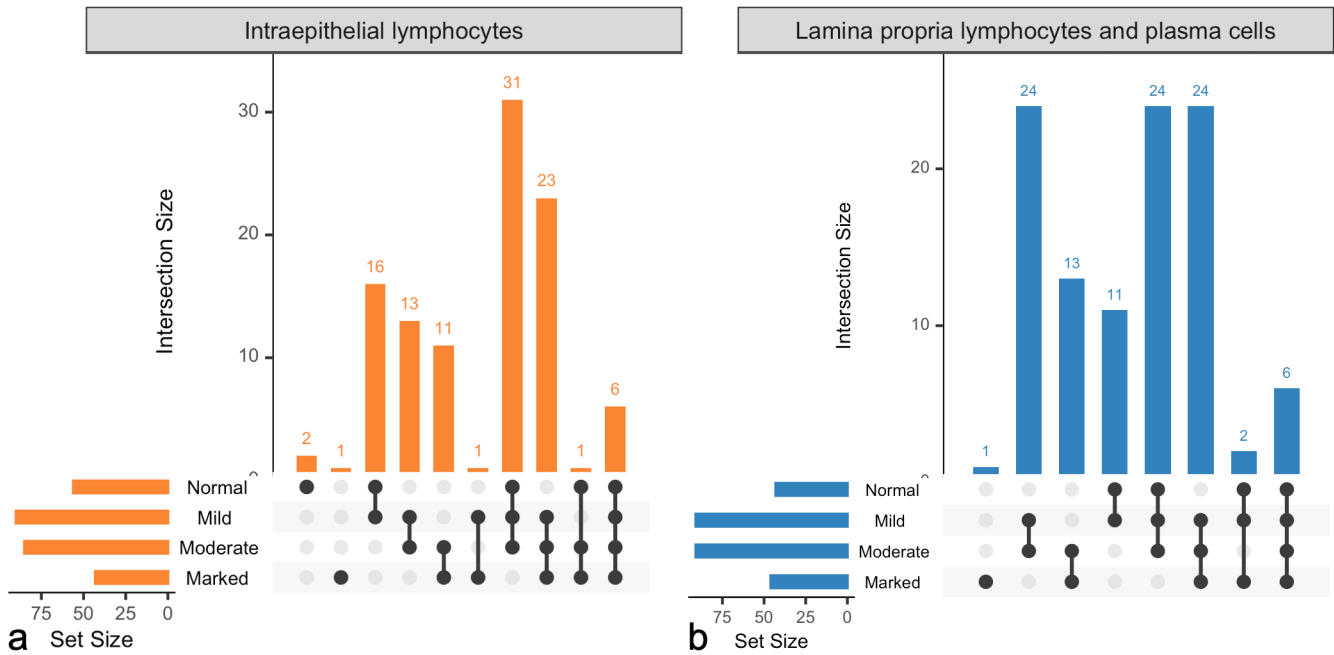 Intraepithelial lymphocytes
31
30
23
Intersection Size
20
16
13
11
10
6
2
1
1
1
Normal
Mild
Moderate
Marked
75 50 25 0
a Set Size
Lamina propria lymphocytes and plasma cells
24 24 24
20
Intersection Size
13
11
10
6
2
1
Normal
Mild
Moderate
Marked
75 50 25 0
b Set Size